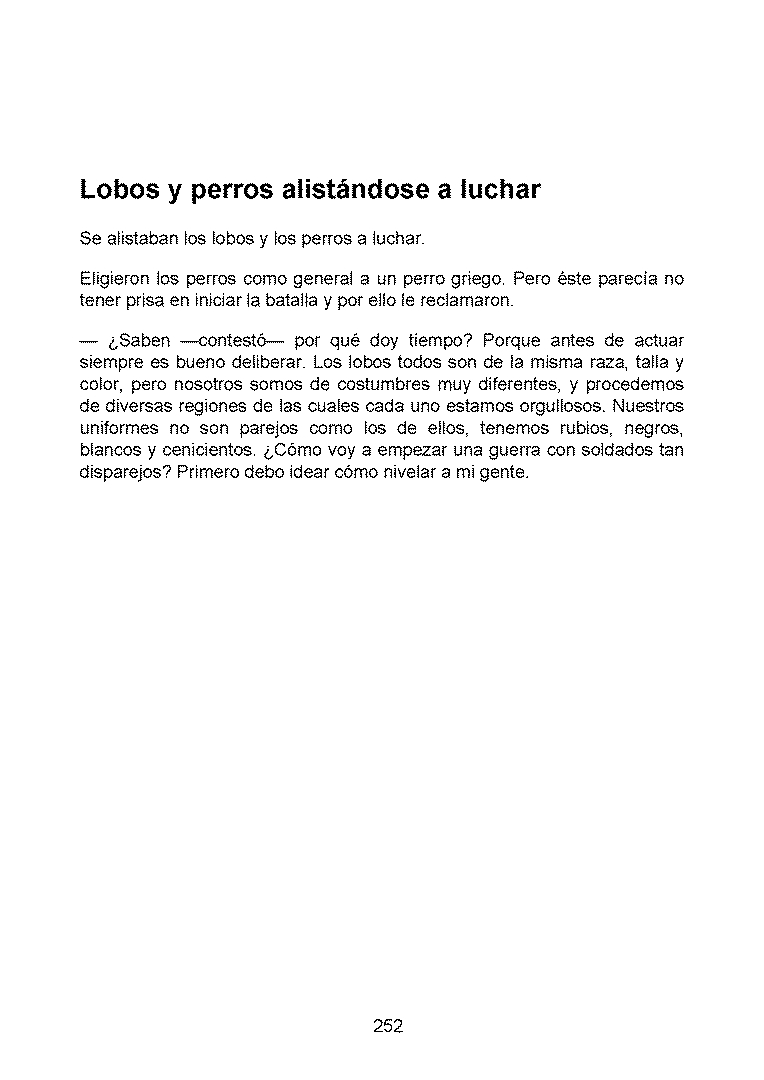 Lobos y perros alistándose a luchar
Se alistaban los lobos y los perros a luchar.
Eligieron los perros como general a un perro griego. Pero éste parecía no
tener prisa en iniciar la batalla y por ello le reclamaron.
— ¿Saben —contestó— por qué doy tiempo? Porque antes de actuar
siempre es bueno deliberar. Los lobos todos son de la misma raza, talla y
color, pero nosotros somos de costumbres muy diferentes, y procedemos
de diversas regiones de las cuales cada uno estamos orgullosos. Nuestros
uniformes no son parejos como los de ellos, tenemos rubios, negros,
blancos y cenicientos. ¿Cómo voy a empezar una guerra con soldados tan
disparejos? Primero debo idear cómo nivelar a mi gente.
252